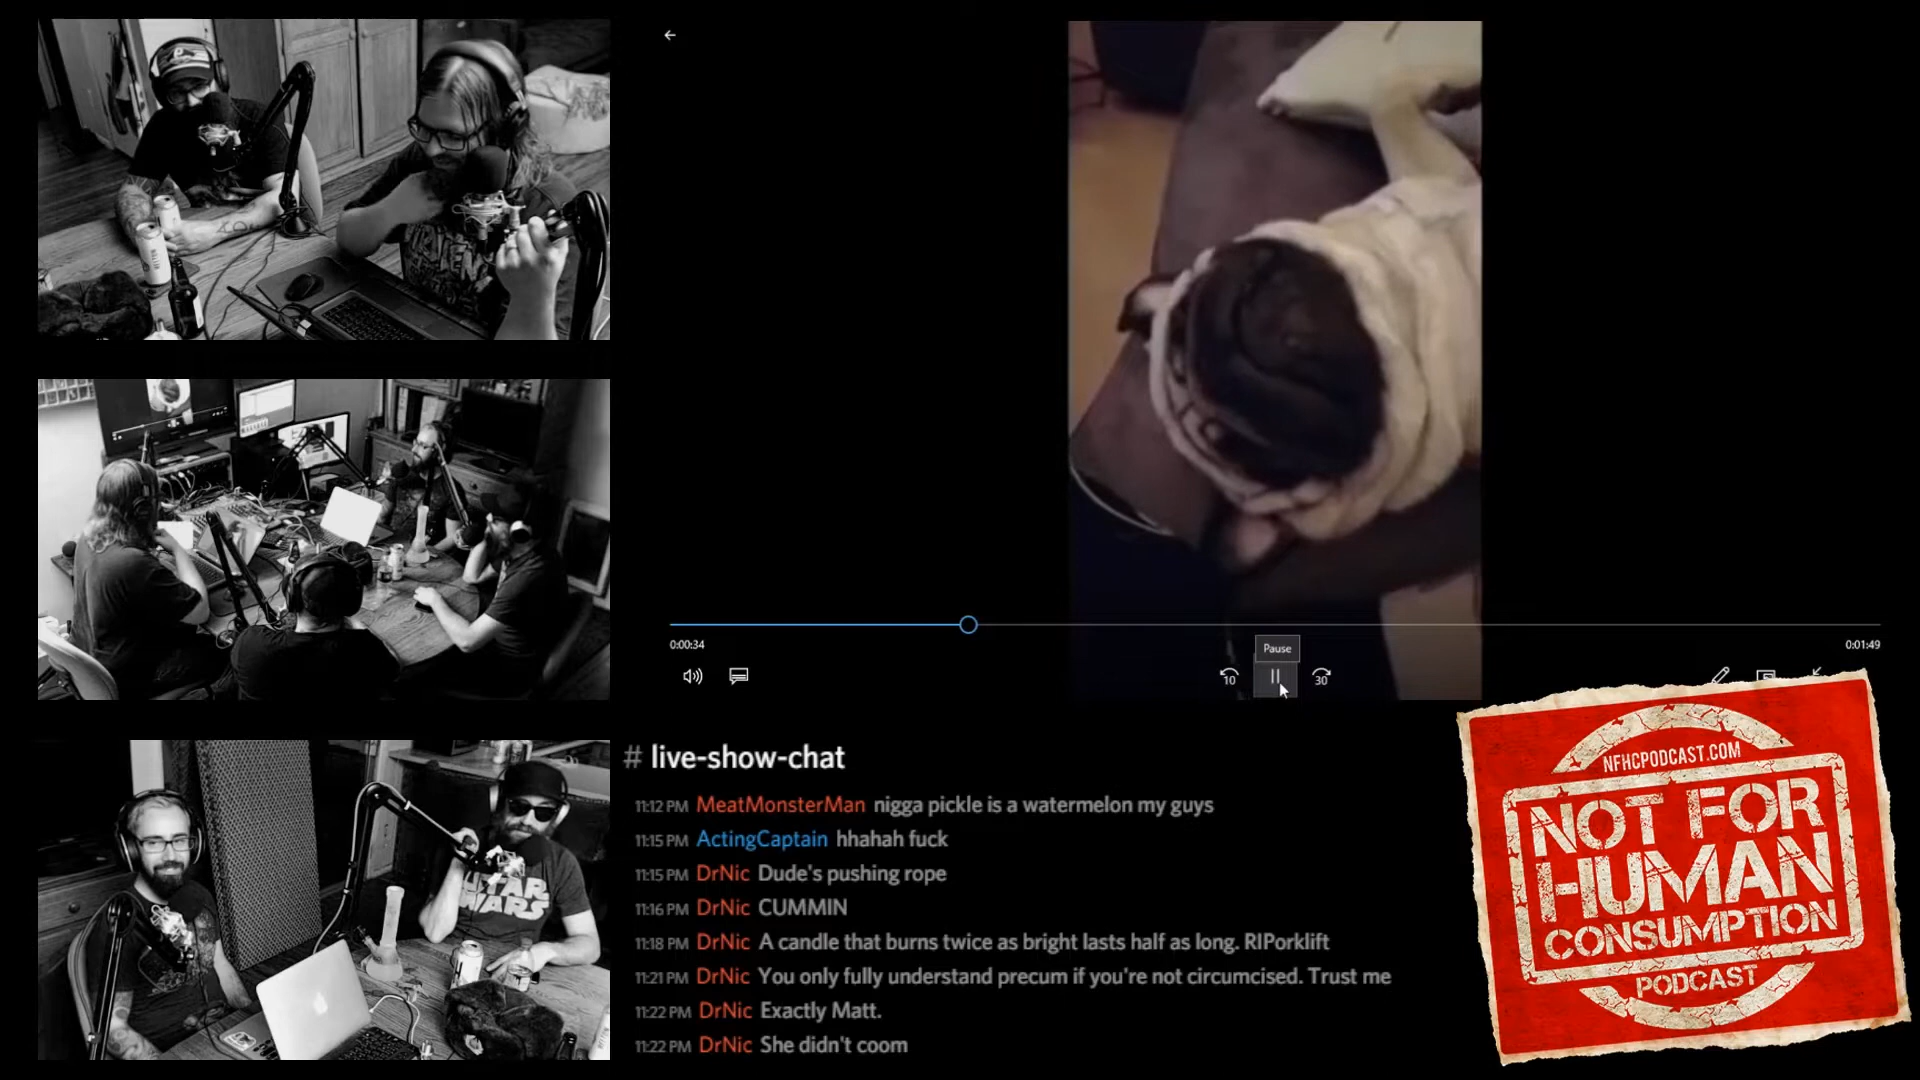 0:00:34
0:01:49
Pause
10
30
# live-show-chat
11:12 PM MeatMonsterMan nigga pickle is a watermelon my guys
11:15 PM ActingCaptain hhahah fuck
11:15 PM DrNic Dude's pushing rope
11:16 PM DrNic CUMMIN
11:18 PM DrNic A candle that burns twice as bright lasts half as long. RIPorklift
11:21 PM DrNic You only fully understand precum if you're not circumcised. Trust me
11:22 PM DrNic Exactly Matt.
11:22 PM DrNic She didn't coom
NFHCPODCAST.COM
NOT FOR
HUMAN
CONSUMPTION
PODCAST
STAR
WARS